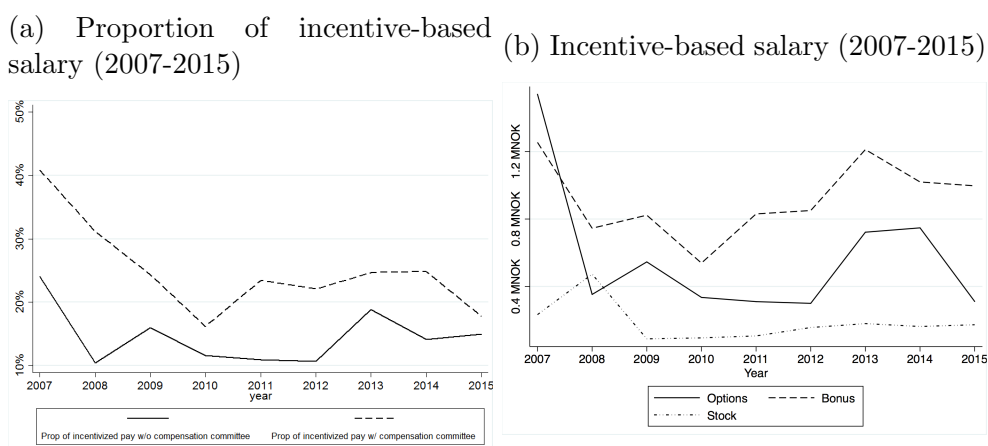 (a) Proportion of incentive-based
salary (2007-2015)
50%
40%
30%
20%
10%
2007 2008 2009 2010 2011 2012 2013 2014 2015
year
Prop of incentivized pay w/o compensation committee Prop of incentivized pay w/ compensation committee
(b) Incentive-based salary (2007-2015)
1.2 MNOK
0.8 MNOK
0.4 MNOK
2007 2008 2009 2010 2011 2012 2013 2014 2015
Year
Options Bonus
Stock